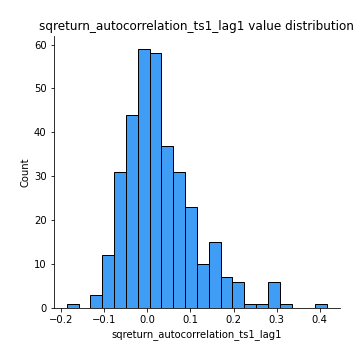 sqreturn_autocorrelation_ts1_lag1 value distribution
60
50
40
30
20
10
0
Count
−0.2 −0.1 0.0 0.1 0.2 0.3 0.4
sqreturn_autocorrelation_ts1_lag1